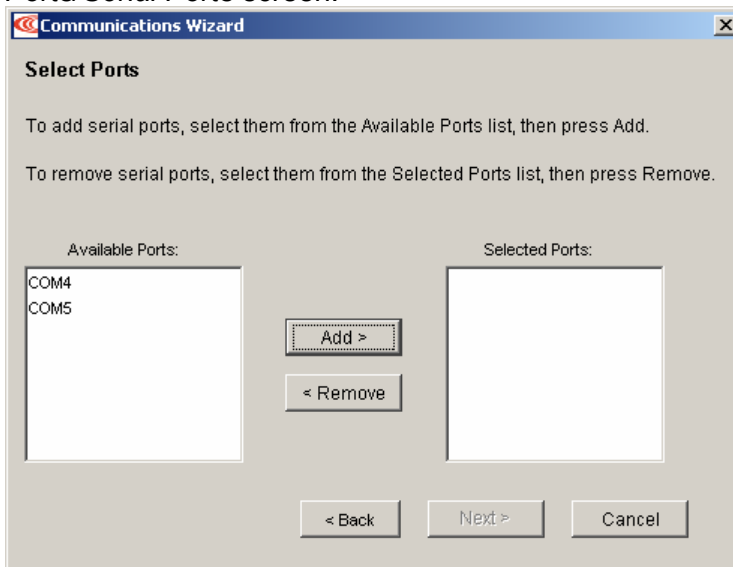 Communications Wizard
Select Ports
To add serial ports, select them from the Available Ports list, then press Add.
To remove serial ports, select them from the Selected Ports list, then press Remove.
Available Ports: Selected Ports:
COM4
COM5
Add >
< Remove
< Back Next > Cancel